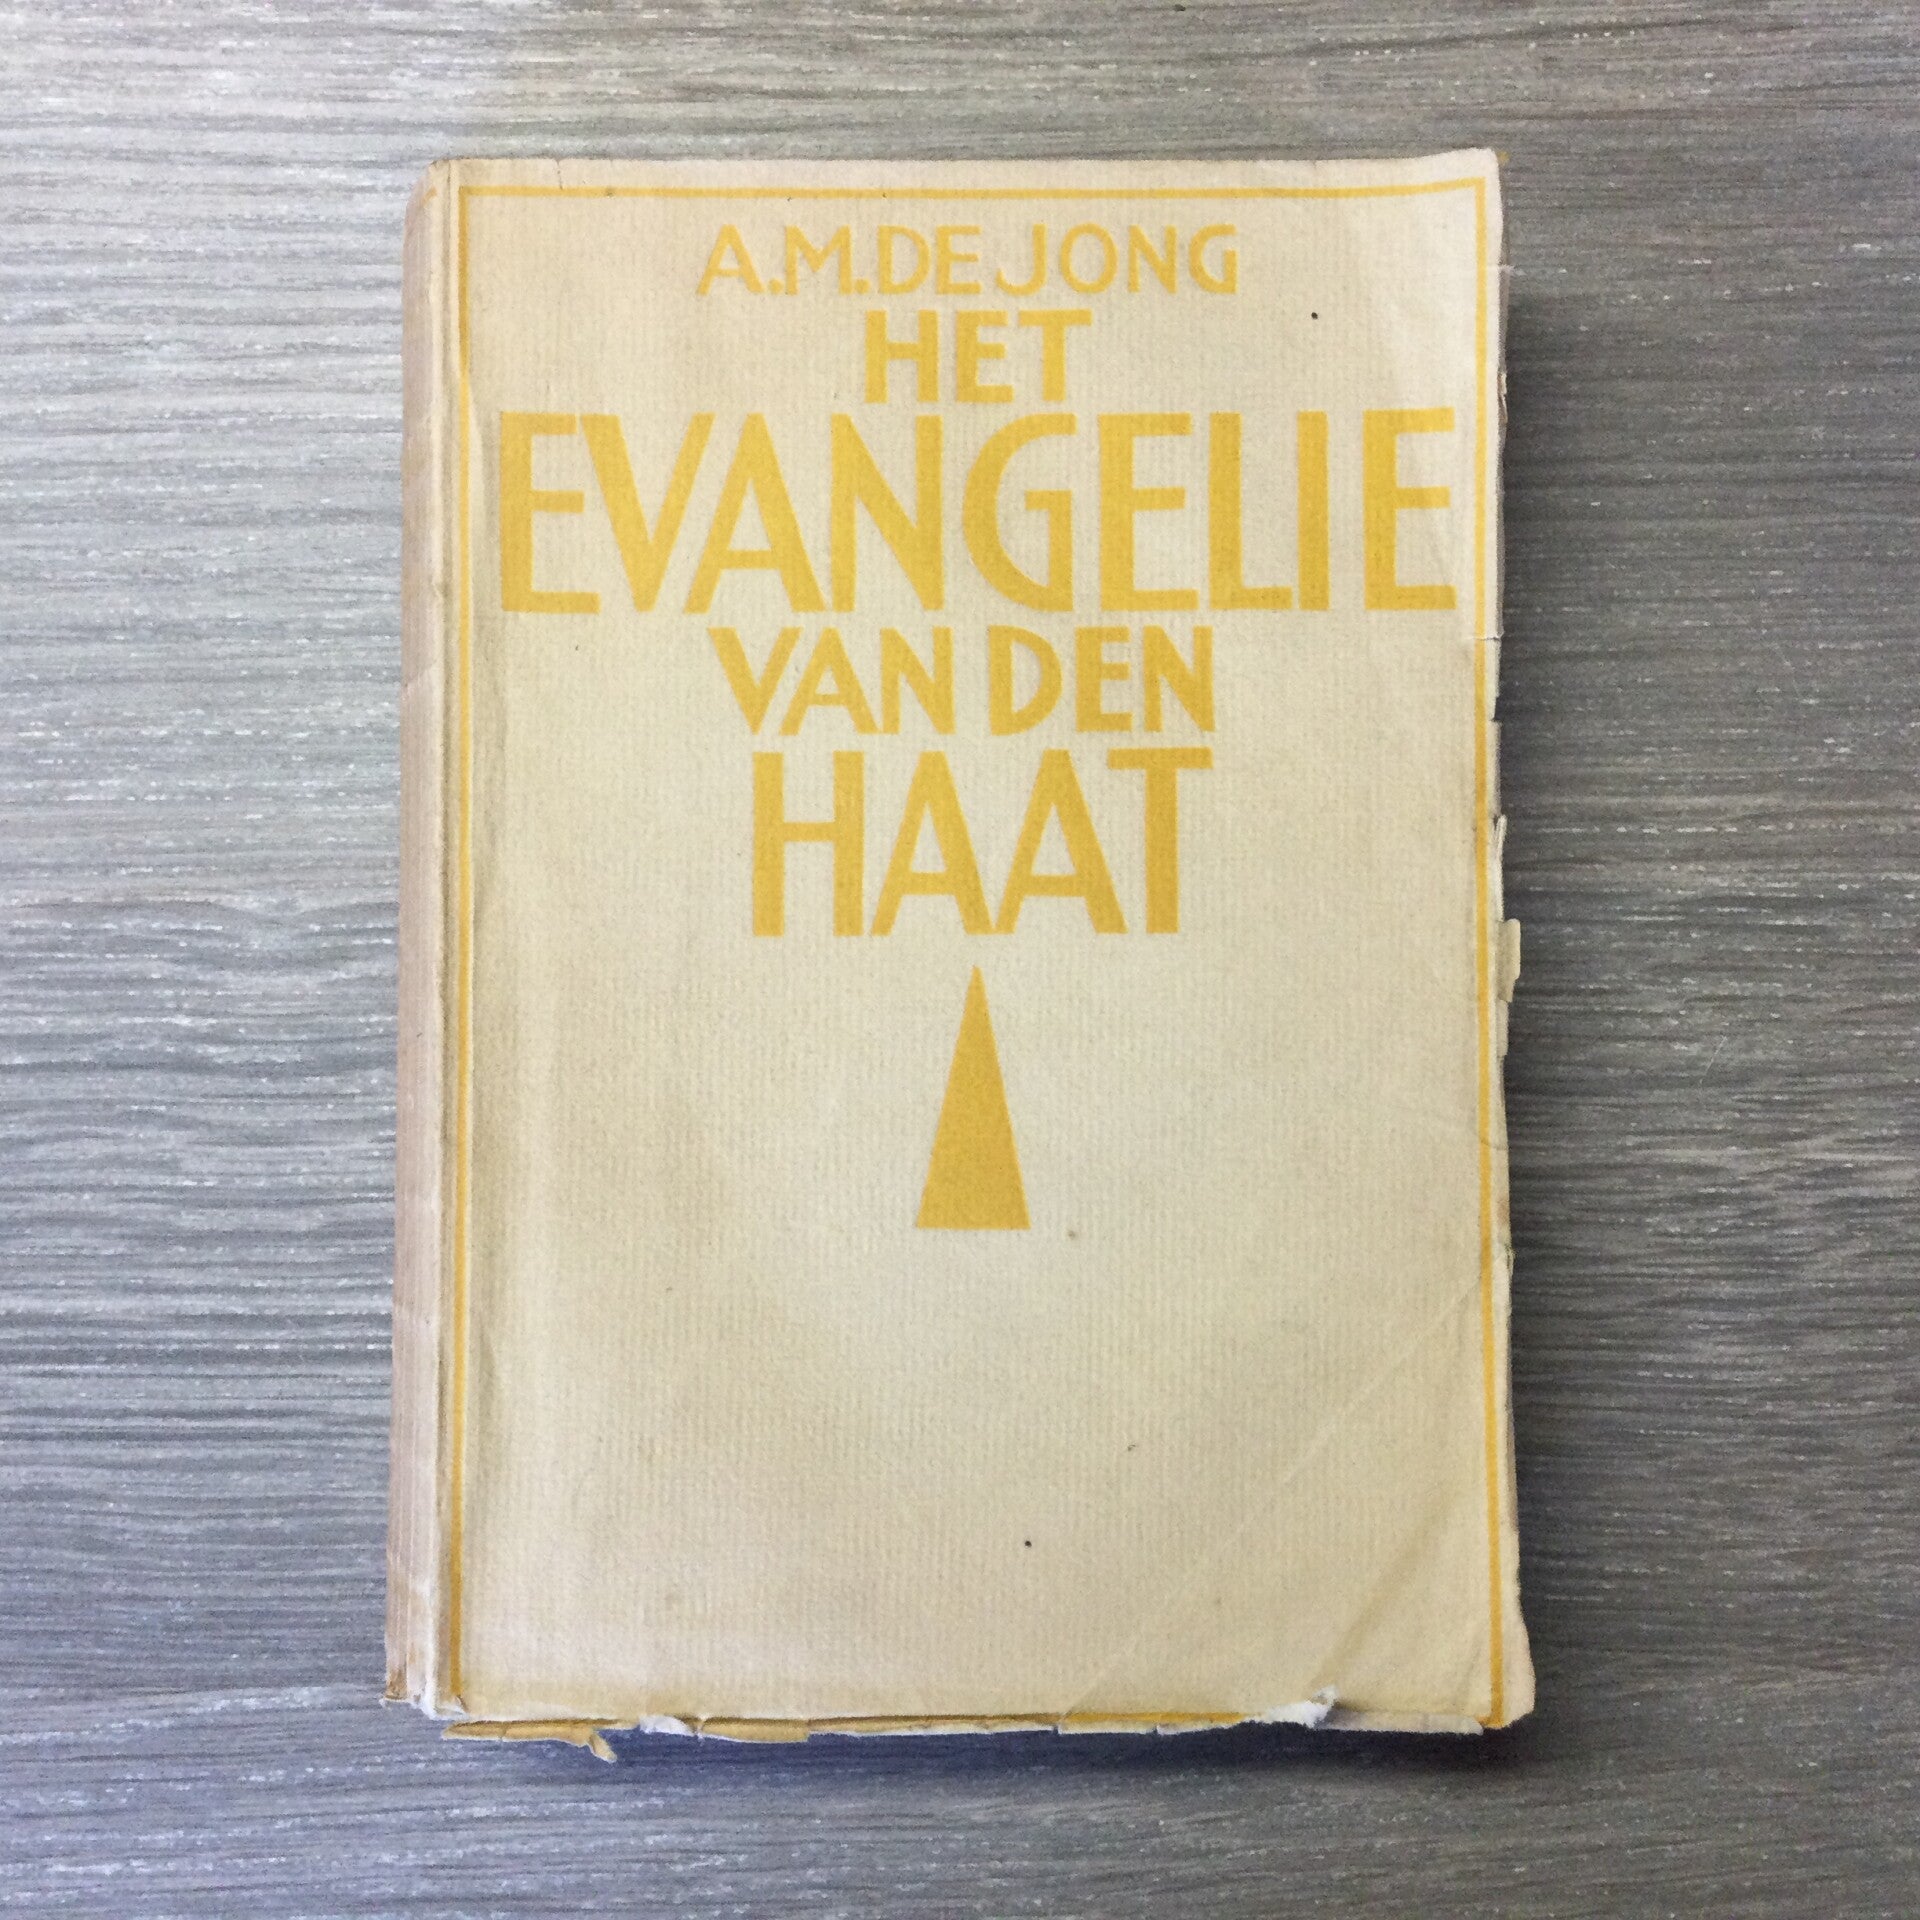 A.M. DE JONG
HET
EVANGELIE
VAN DEN
HAAT